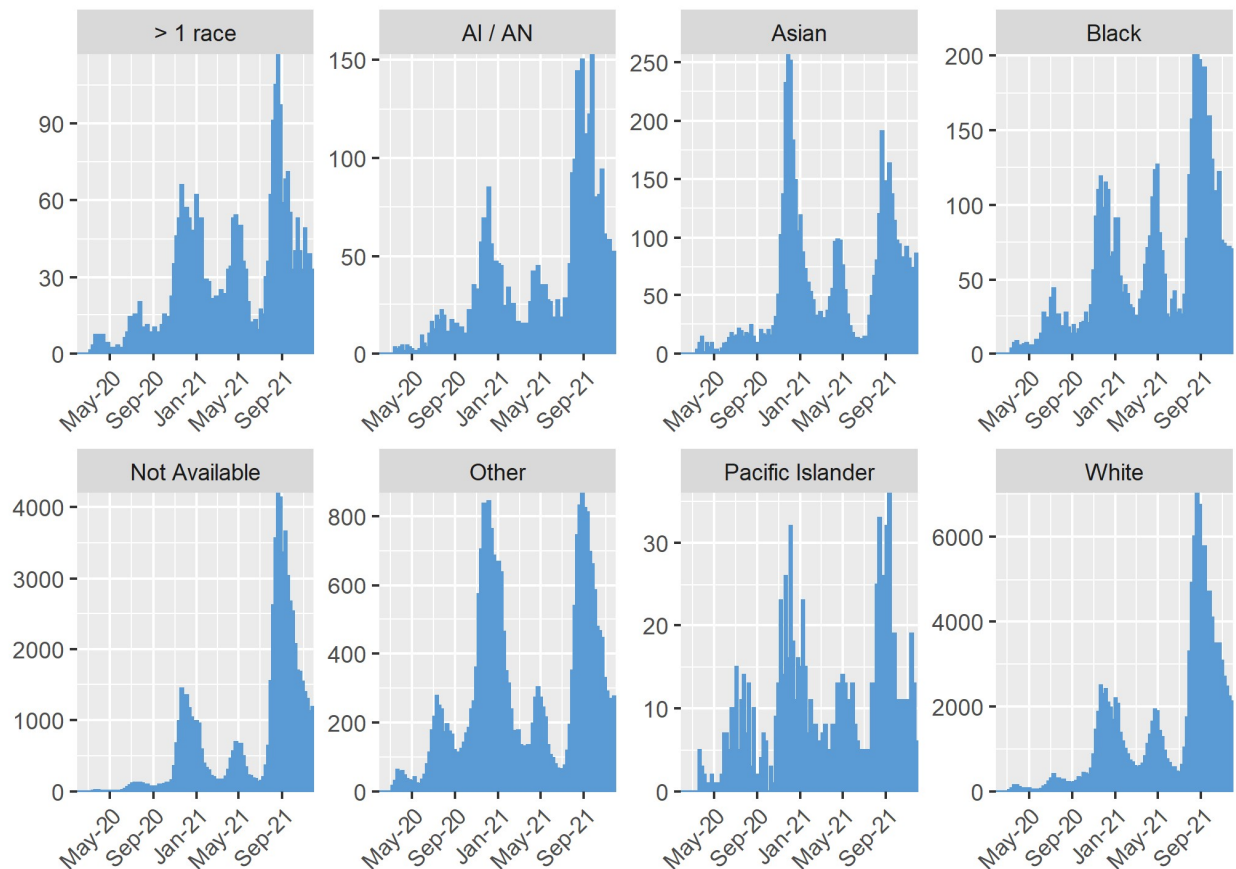 > 1 race
AI / AN
Asian
Black
90
60
30
0
150
100
50
0
250
200
150
100
50
0
200
150
100
50
0
May-20
Sep-20
Jan-21
May-21
Sep-21
May-20
Sep-20
Jan-21
May-21
Sep-21
May-20
Sep-20
Jan-21
May-21
Sep-21
May-20
Sep-20
Jan-21
May-21
Sep-21
Not Available
Other
Pacific Islander
White
4000
3000
2000
1000
0
800
600
400
200
0
30
20
10
0
6000
4000
2000
0
May-20
Sep-20
Jan-21
May-21
Sep-21
May-20
Sep-20
Jan-21
May-21
Sep-21
May-20
Sep-20
Jan-21
May-21
Sep-21
May-20
Sep-20
Jan-21
May-21
Sep-21